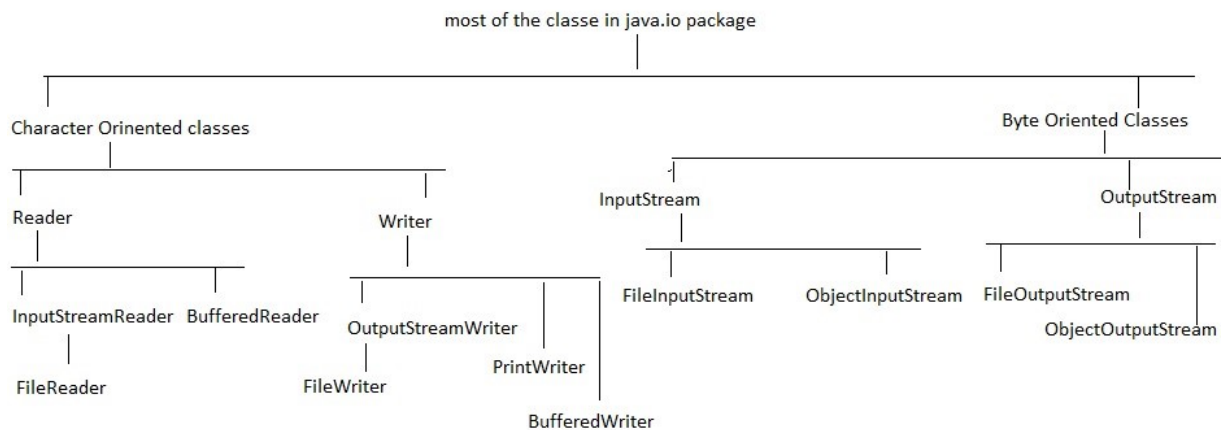 most of the classe in java.io package
Character Orinented classes
Byte Oriented Classes
Reader
Writer
InputStream
OutputStream
InputStreamReader
BufferedReader
OutputStreamWriter
FileInputStream
ObjectInputStream
FileOutputStream
ObjectOutputStream
FileReader
FileWriter
PrintWriter
BufferedWriter